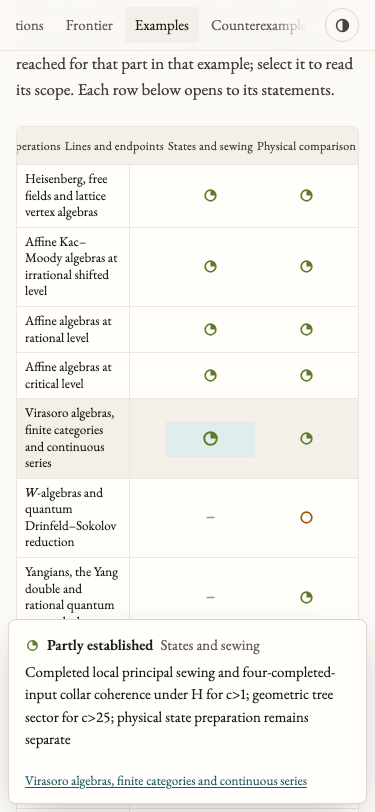 tions Frontier Examples Counterexample
reached for that part in that example; select it to read
its scope. Each row below opens to its statements.
perations Lines and endpoints States and sewing Physical comparison
Heisenberg, free
fields and lattice
vertex algebras
Affine Kac–
Moody algebras at
irrational shifted
level
Affine algebras at
rational level
Affine algebras at
critical level
Virasoro algebras,
finite categories
and continuous
series
W-algebras and
quantum
Drinfeld–Sokolov
reduction
–
Yangians, the Yang
double and
rational quantum
–
Partly established States and sewing
Completed local principal sewing and four-completed-
input collar coherence under H for c>1; geometric tree
sector for c>25; physical state preparation remains
separate
Virasoro algebras, finite categories and continuous series